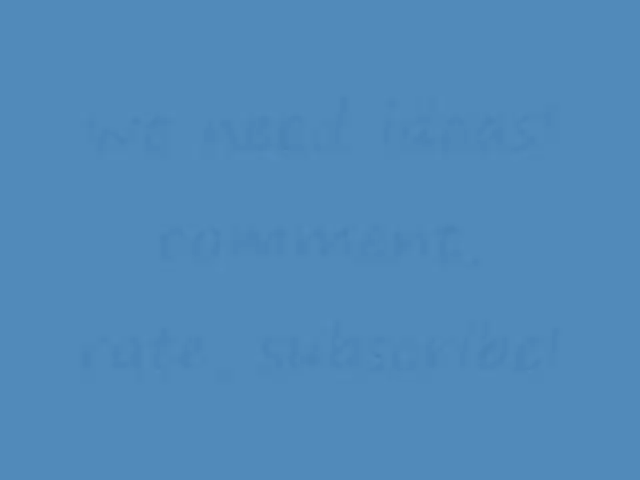 we need ideas!
comment,
rate, subscribe!